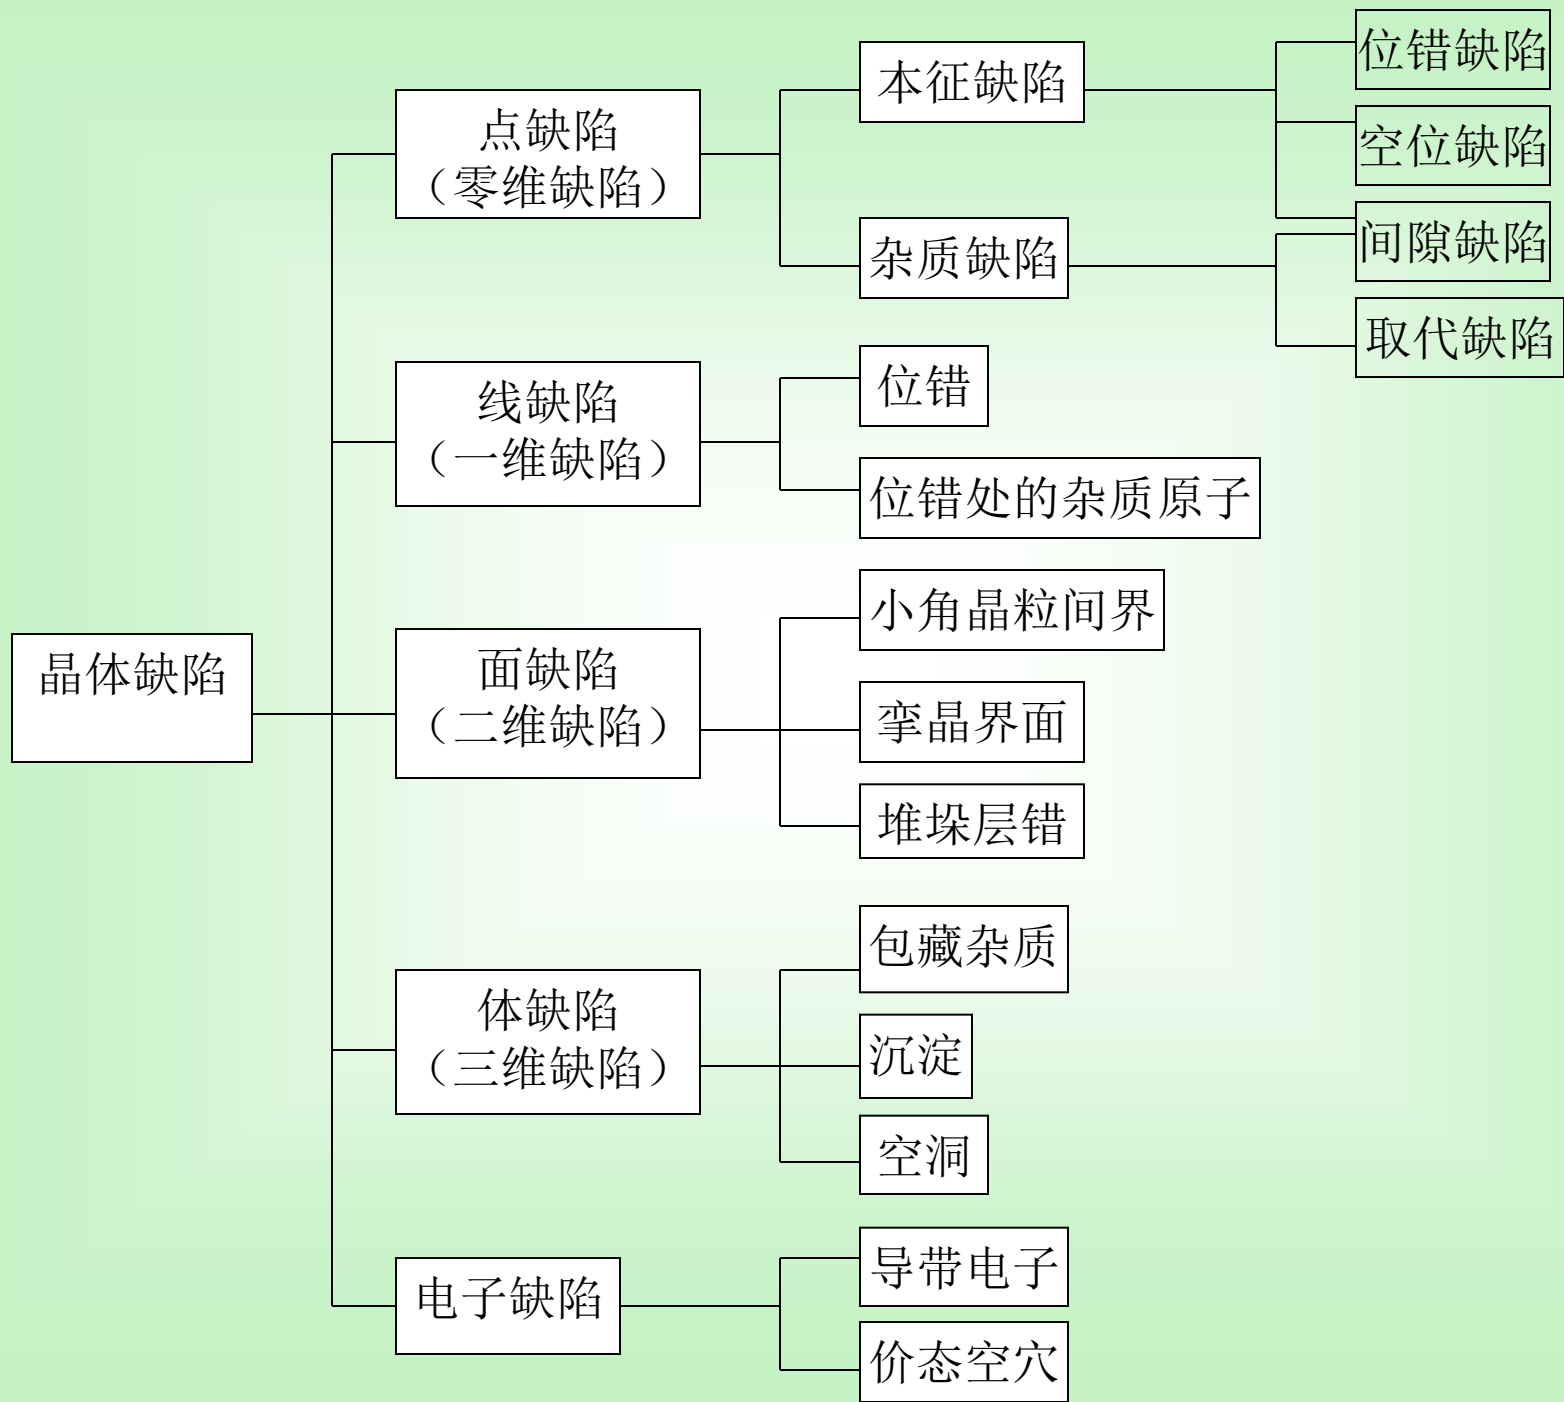 晶体缺陷
点缺陷
（零维缺陷）
本征缺陷
位错缺陷
空位缺陷
间隙缺陷
杂质缺陷
取代缺陷
线缺陷
（一维缺陷）
位错
位错处的杂质原子
面缺陷
（二维缺陷）
小角晶粒间界
挛晶界面
堆垛层错
体缺陷
（三维缺陷）
包藏杂质
沉淀
空洞
电子缺陷
导带电子
价态空穴